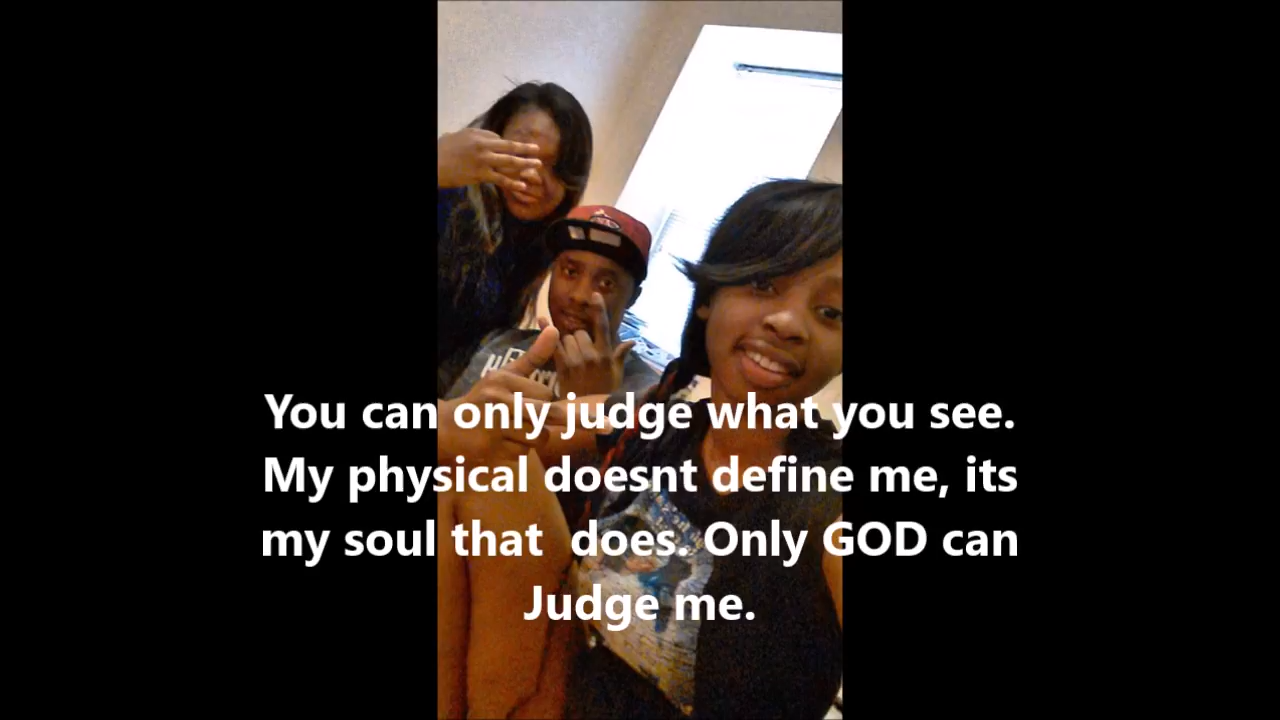 You can only judge what you see.
My physical doesnt define me, its
my soul that  does. Only GOD can
Judge me.